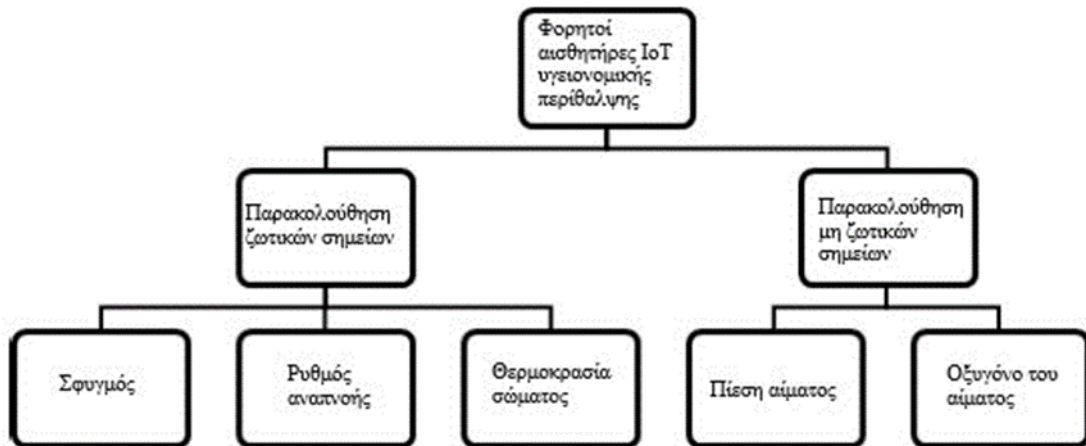 Φορητοί
αισθητήρες IoT
υγειονομικής
περίθαλψης
Παρακολούθηση
ζωτικών σημείων
Παρακολούθηση
μη ζωτικών
σημείων
Σφυγμός
Ρυθμός
αναπνοής
Θερμοκρασία
σώματος
Πίεση αίματος
Οξυγόνο του
αίματος